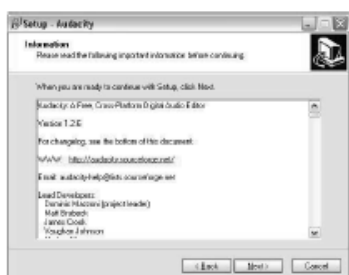 Setup - Audacity
Information
Please read the following important information before continuing.
When you are ready to continue with Setup, click Next.
Audacity: A Free, Cross-Platform Digital Audio Editor
Version 1.2.6
For changelog, see the bottom of this document.
WWW: http://audacity.sourceforge.net/
Email: audacity-help@lists.sourceforge.net
Lead Developers:
Dominic Mazzoni (project leader)
Matt Brubeck
James Crook
Vaughan Johnson
< Back Next > Cancel